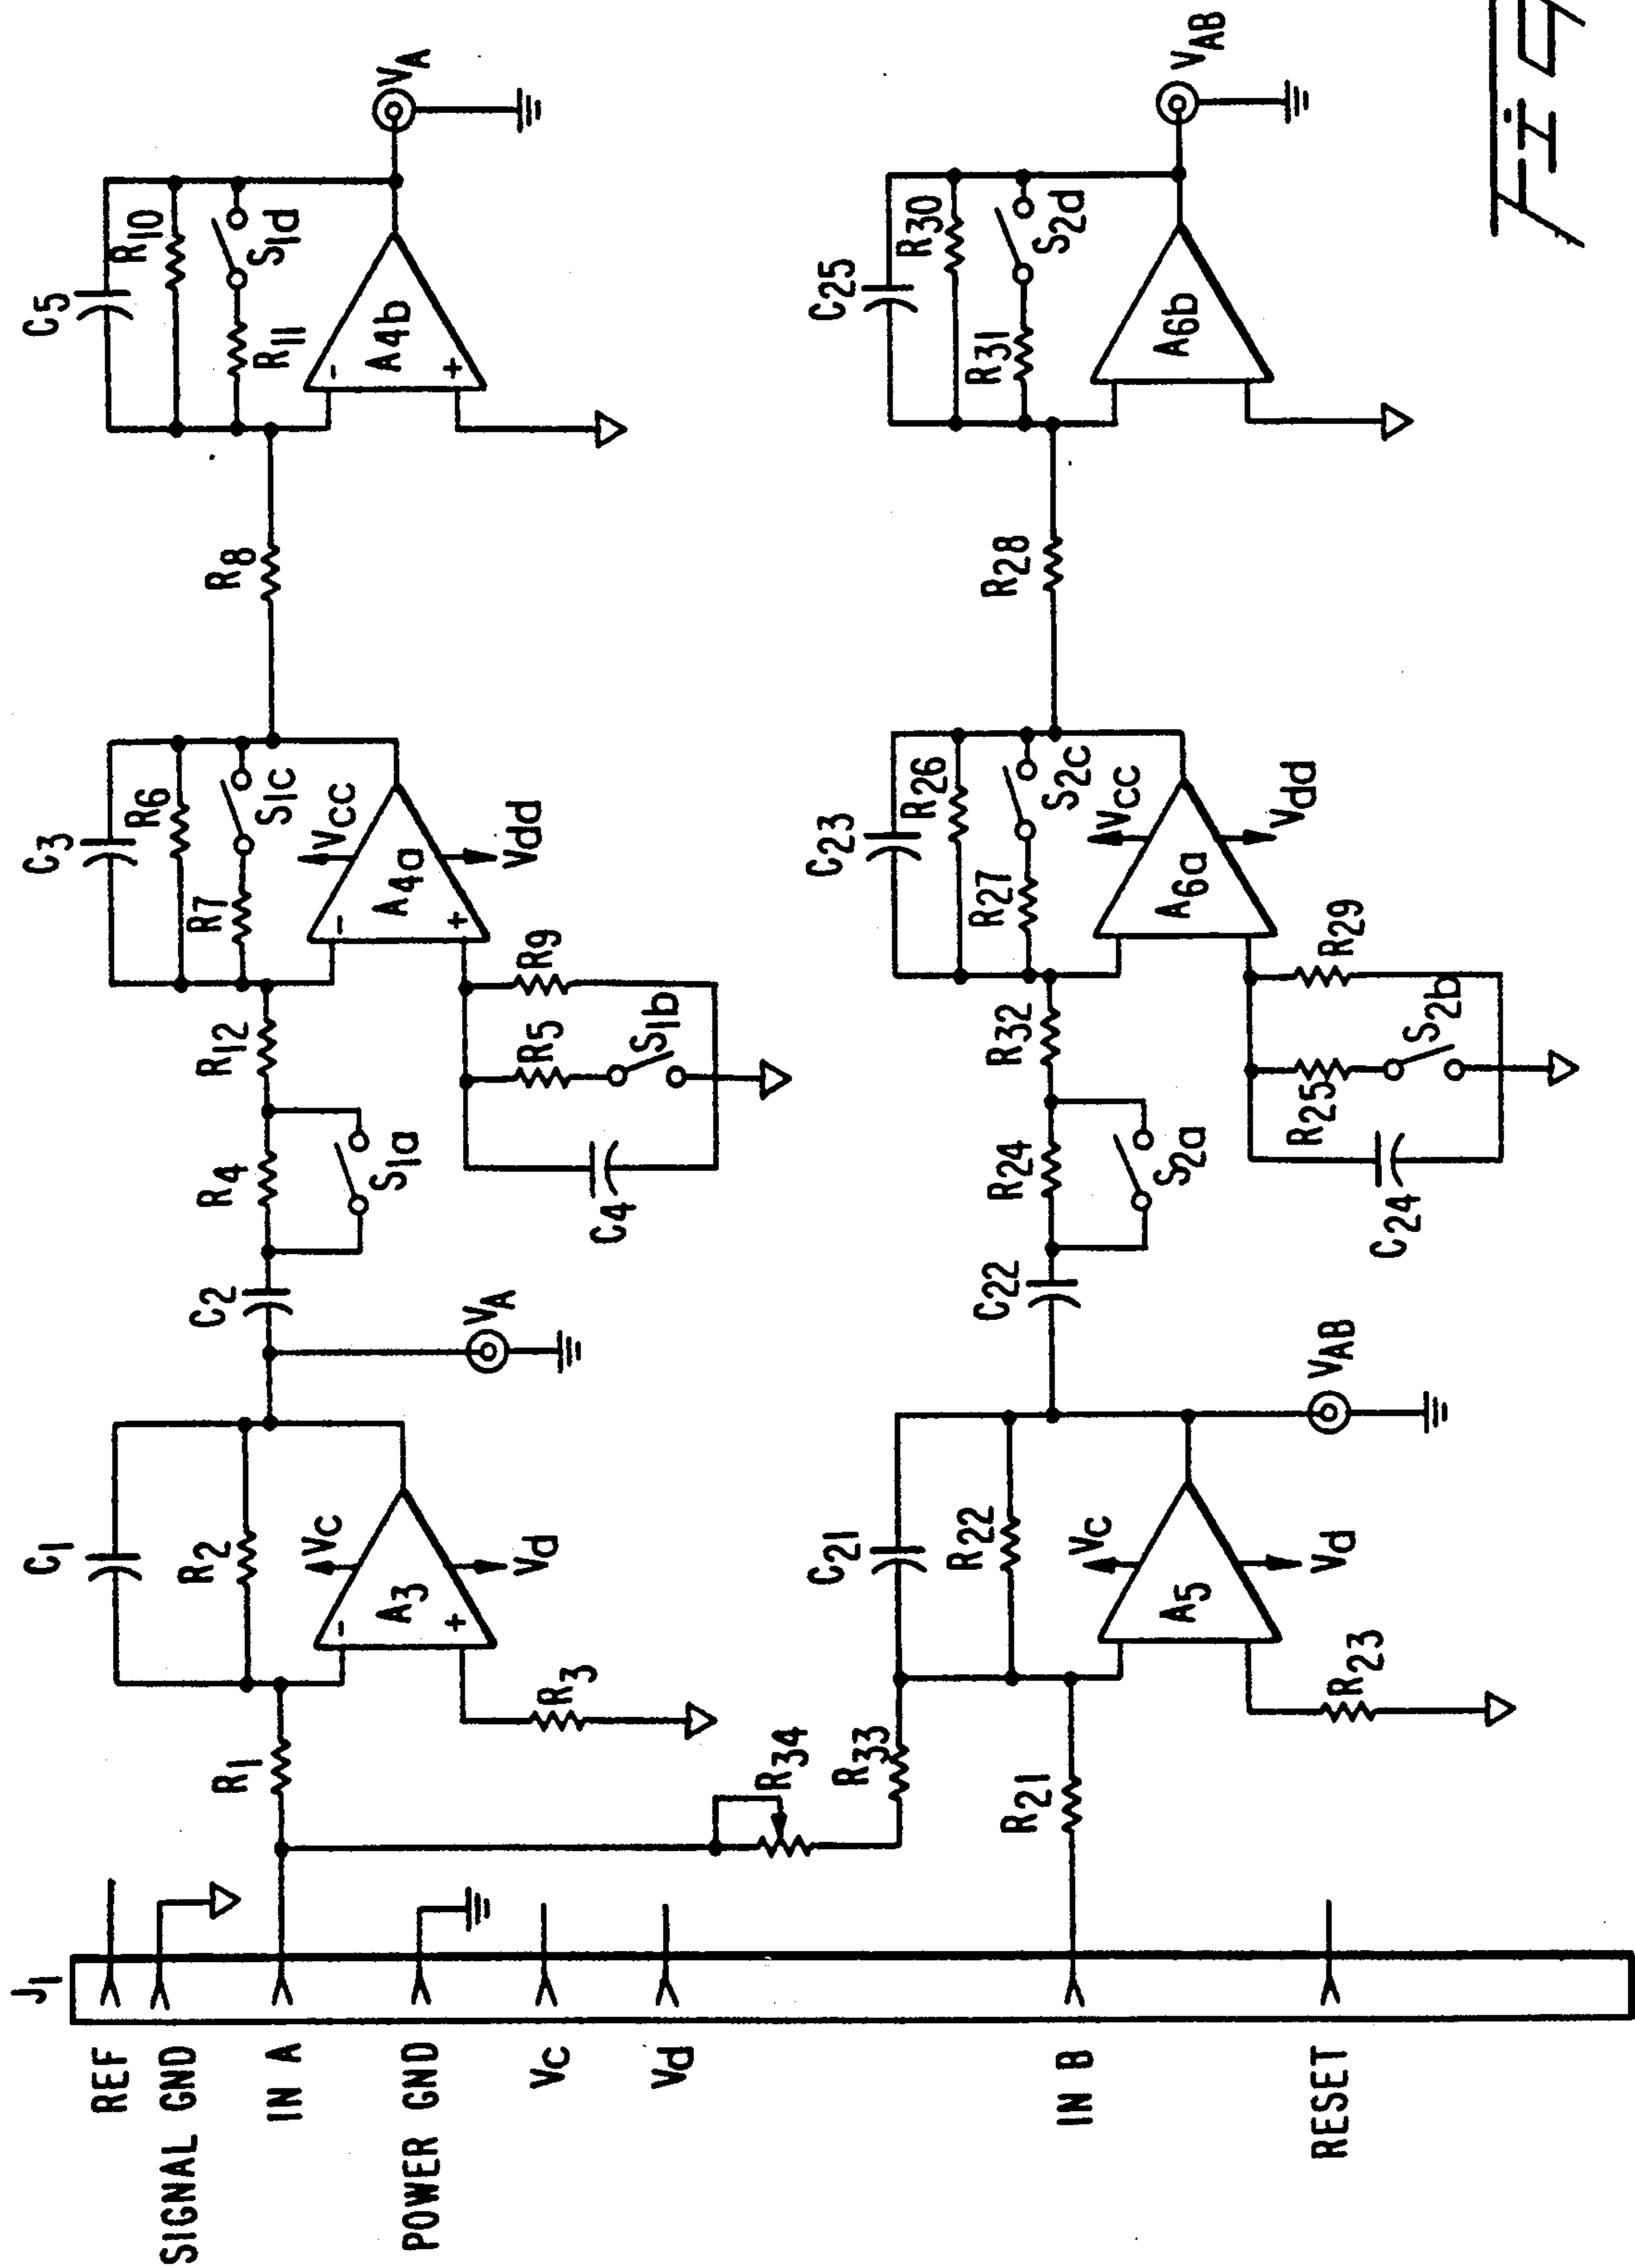 J1
REF
SIGNAL GND
IN A
POWER GND
Vc
Vd
IN B
RESET
R1
C1
R2
Vc
A3
-
+
Vd
R3
VA
C2
R4
S1a
R12
C3
R6
R7
S1c
Vcc
A4a
-
+
Vdd
R9
R5
S1b
C4
R8
C5
R10
R11
S1d
A4b
-
+
VA
R34
R33
R21
C21
R22
Vc
A5
Vd
R23
VAB
C22
R24
S2a
R32
C23
R26
R27
S2c
Vcc
A6a
Vdd
R29
R25
S2b
C24
R28
C25
R30
R31
S2d
A6b
VAB